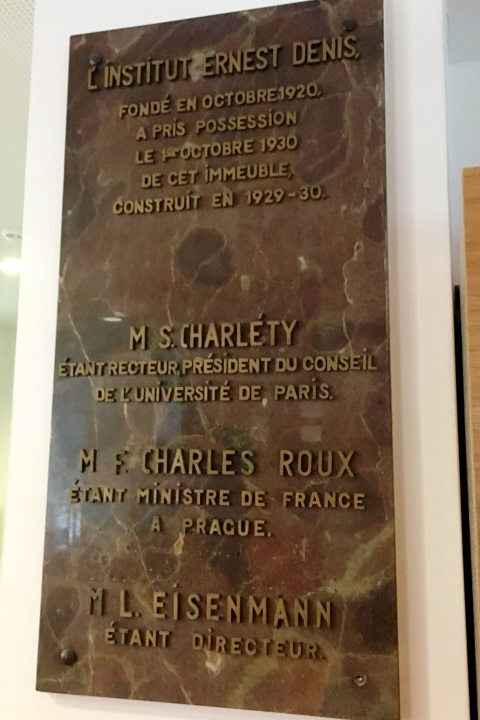 L'INSTITUT ERNEST DENIS,
FONDÉ EN OCTOBRE 1920,
A PRIS POSSESSION
LE 1ER OCTOBRE 1930
DE CET IMMEUBLE,
CONSTRUIT EN 1929-30.
M S. CHARLÉTY
ÉTANT RECTEUR, PRÉSIDENT DU CONSEIL
DE L'UNIVERSITÉ DE PARIS.
M F. CHARLES ROUX
ÉTANT MINISTRE DE FRANCE
A PRAGUE.
M L. EISENMANN
ÉTANT DIRECTEUR.